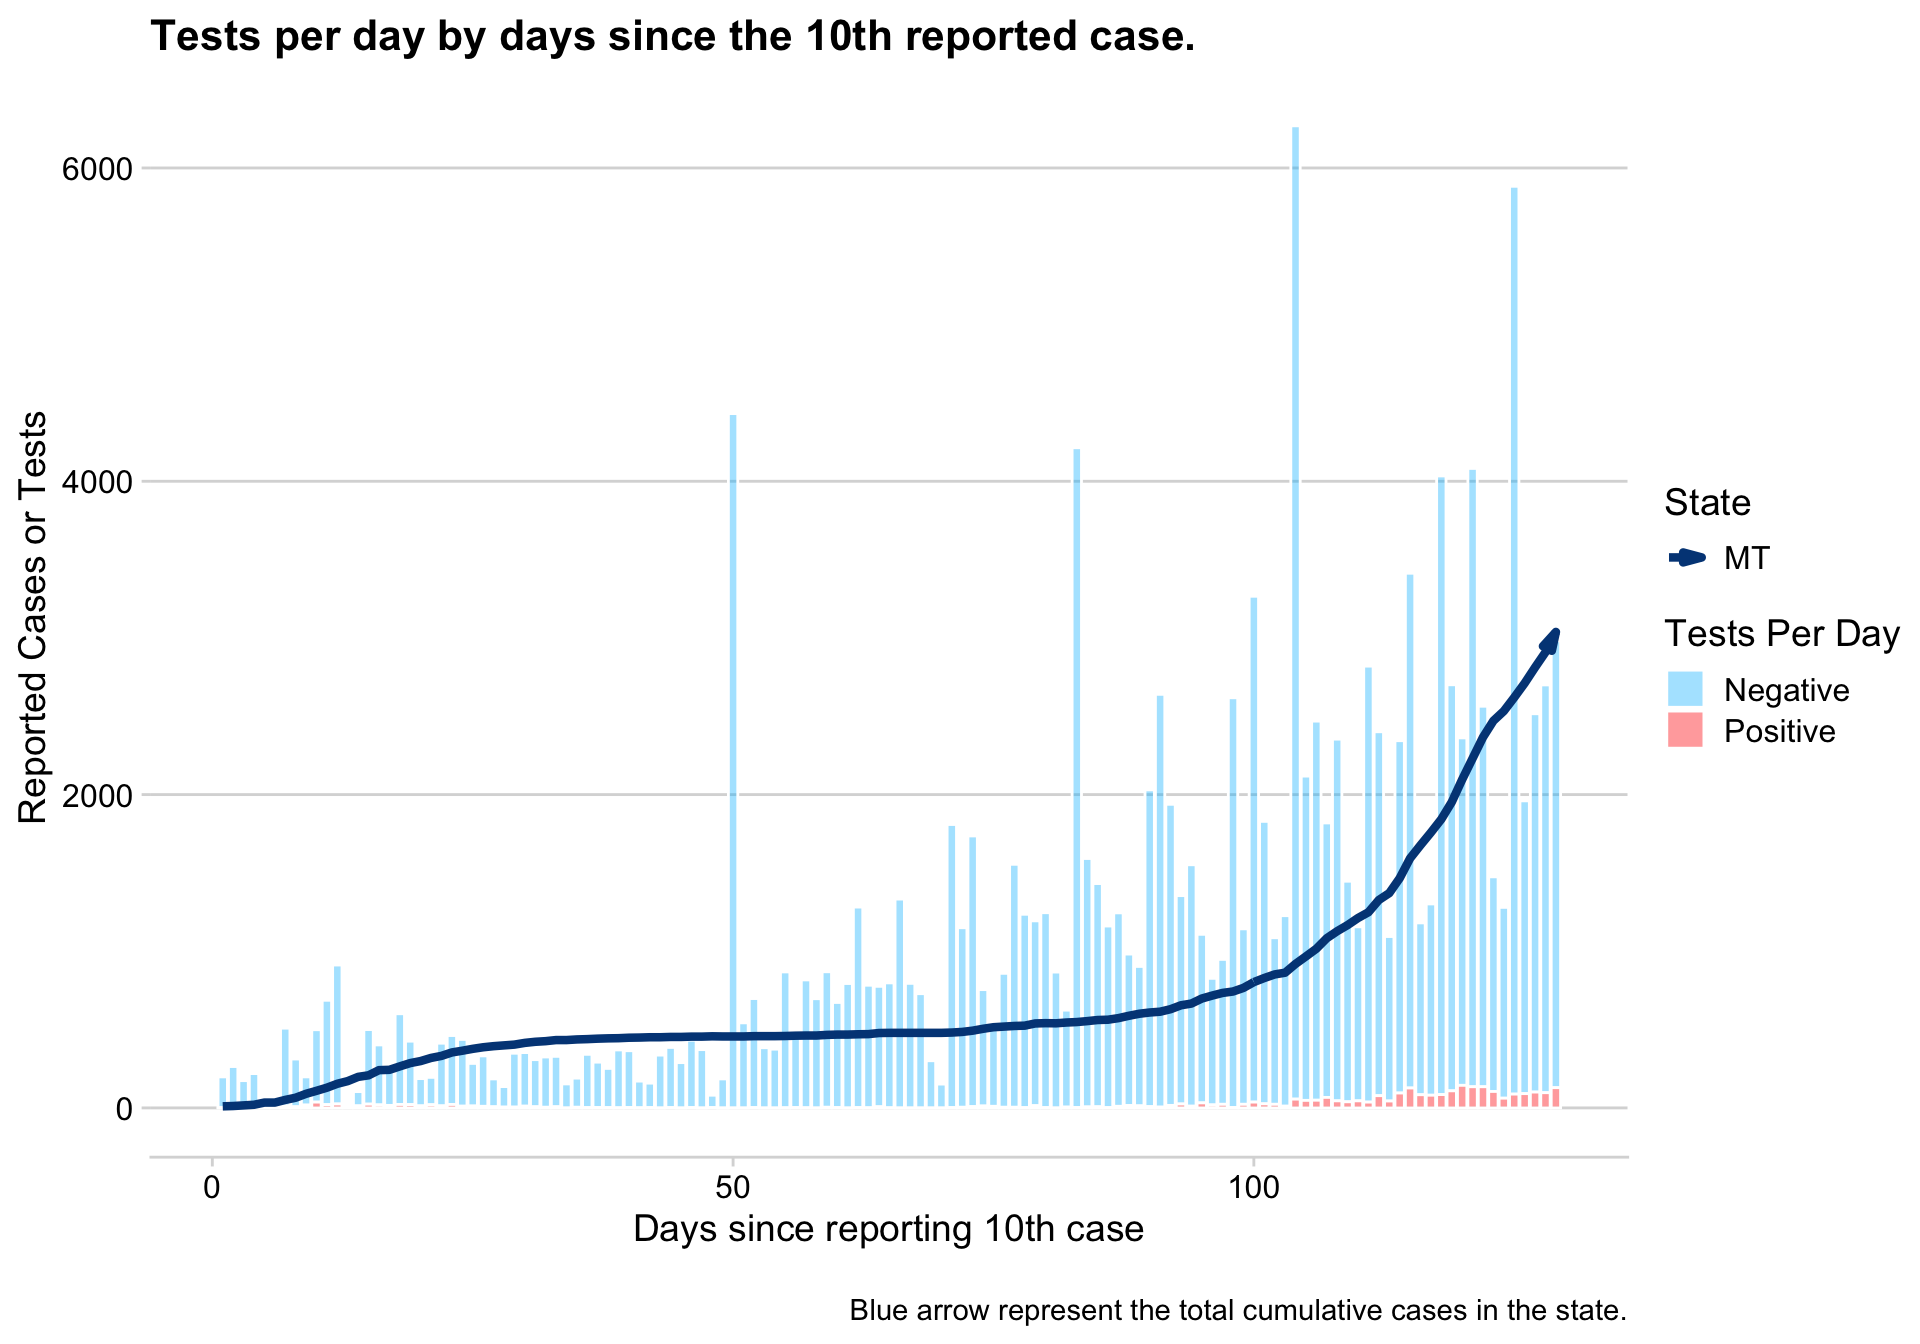 Tests per day by days since the 10th reported case.
6000
4000
2000
0
Reported Cases or Tests
0 50 100
Days since reporting 10th case
State
MT
Tests Per Day
Negative
Positive
Blue arrow represent the total cumulative cases in the state.